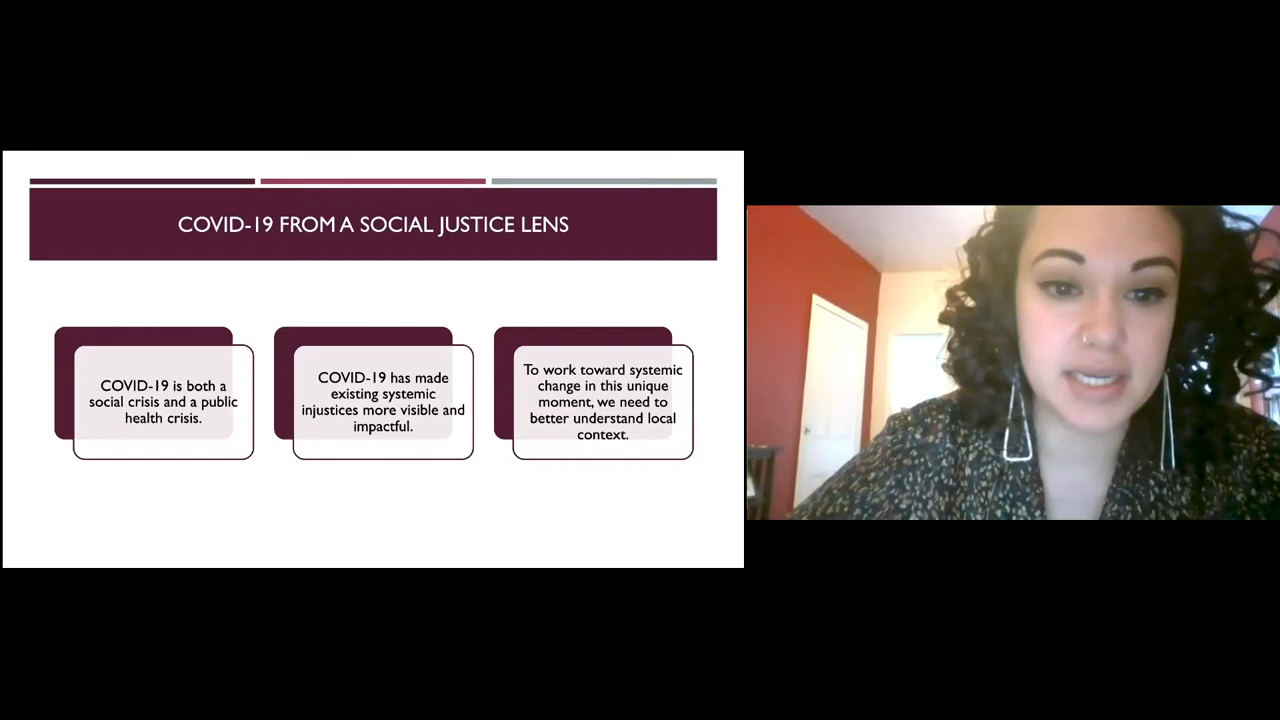 COVID-19 FROM A SOCIAL JUSTICE LENS
COVID-19 is both a
social crisis and a public
health crisis.
COVID-19 has made
existing systemic
injustices more visible and
impactful.
To work toward systemic
change in this unique
moment, we need to
better understand local
context.